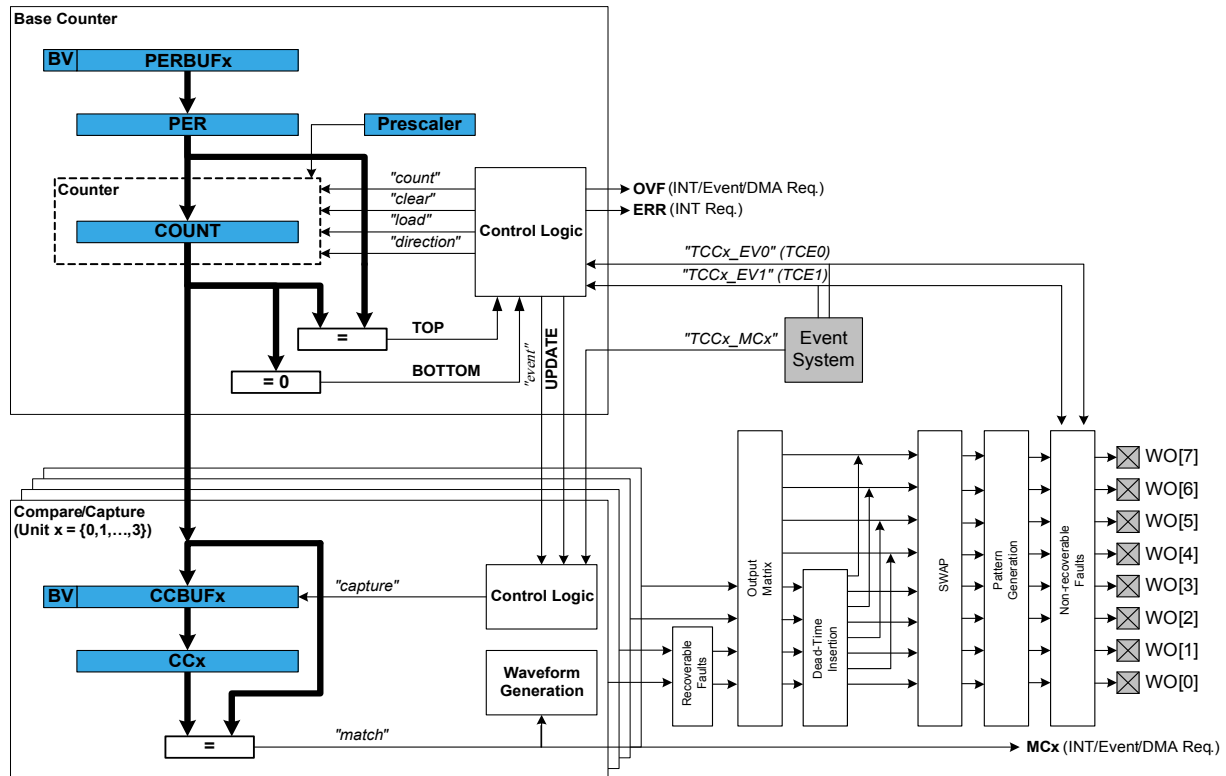 Base Counter
BV PERBUFx
PER
Prescaler
Counter
COUNT
"count"
"clear"
"load"
"direction"
Control Logic
OVF (INT/Event/DMA Req.)
ERR (INT Req.)
"TCCx_EV0" (TCE0)
"TCCx_EV1" (TCE1)
"TCCx_MCx"
Event
System
=
TOP
= 0
BOTTOM
"event"
UPDATE
Compare/Capture
(Unit x = {0,1,…,3})
BV CCBUFx
"capture"
Control Logic
CCx
Waveform
Generation
=
"match"
Recoverable
Faults
Output
Matrix
Dead-Time
Insertion
SWAP
Pattern
Generation
Non-recoverable
Faults
WO[7]
WO[6]
WO[5]
WO[4]
WO[3]
WO[2]
WO[1]
WO[0]
MCx (INT/Event/DMA Req.)